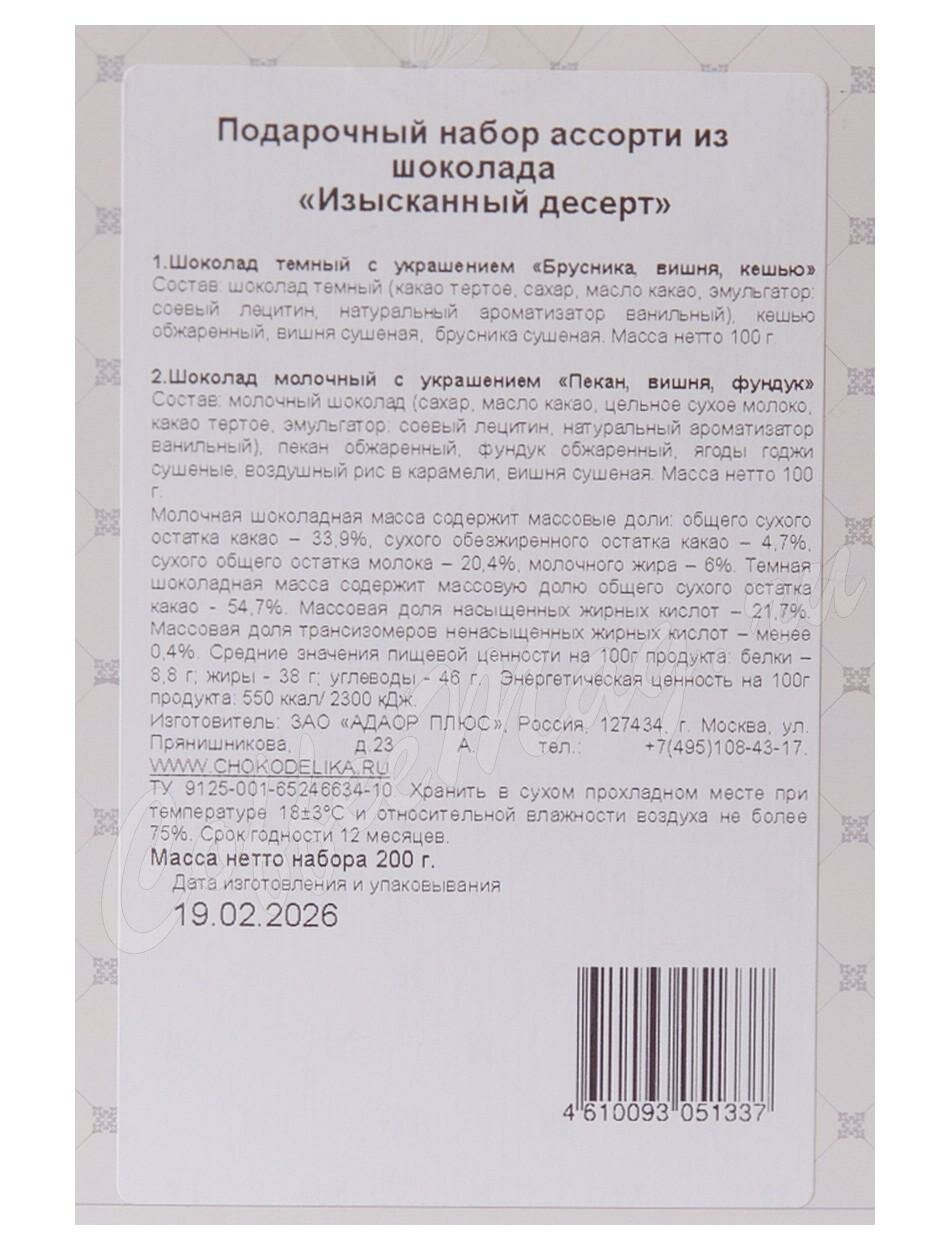 Подарочный набор ассорти из
шоколада
«Изысканный десерт»
1.Шоколад темный с украшением «Брусника, вишня, кешью»
Состав: шоколад темный (какао тертое, сахар, масло какао, эмульгатор:
соевый лецитин, натуральный ароматизатор ванильный), кешью
обжаренный, вишня сушеная, брусника сушеная. Масса нетто 100 г.
2.Шоколад молочный с украшением «Пекан, вишня, фундук»
Состав: молочный шоколад (сахар, масло какао, цельное сухое молоко,
какао тертое, эмульгатор: соевый лецитин, натуральный ароматизатор
ванильный), пекан обжаренный, фундук обжаренный, ягоды годжи
сушеные, воздушный рис в карамели, вишня сушеная. Масса нетто 100
г.
Молочная шоколадная масса содержит массовые доли: общего сухого
остатка какао – 33,9%, сухого обезжиренного остатка какао – 4,7%,
сухого общего остатка молока – 20,4%, молочного жира – 6%. Темная
шоколадная масса содержит массовую долю общего сухого остатка
какао - 54,7%. Массовая доля насыщенных жирных кислот – 21,7%.
Массовая доля трансизомеров ненасыщенных жирных кислот – менее
0,4%. Средние значения пищевой ценности на 100г продукта: белки –
8,8 г; жиры - 38 г; углеводы - 46 г. Энергетическая ценность на 100г
продукта: 550 ккал/ 2300 кДж.
Изготовитель: ЗАО «АДАОР ПЛЮС», Россия, 127434, г. Москва, ул.
Прянишникова, д.23 А. тел.: +7(495)108-43-17.
WWW.CHOKODELIKA.RU
ТУ 9125-001-65246634-10. Хранить в сухом прохладном месте при
температуре 18±3°С и относительной влажности воздуха не более
75%. Срок годности 12 месяцев.
Масса нетто набора 200 г.
Дата изготовления и упаковывания
19.02.2026
4 610093 051337
CoffeeMay.ru